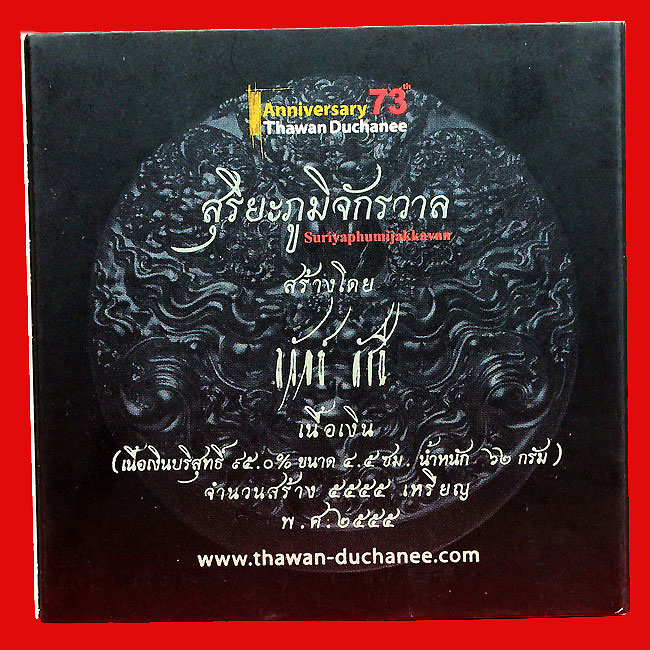 Anniversary 73th
Thawan Duchanee
สุริยะภูมิจักรวาล
Suriyaphumijakkavan
สร้างโดย
เนื้อเงิน
(เนื้อเงินบริสุทธิ์ ๙๕.๐% ขนาด ๔.๕ ซม. น้ำหนัก ๖๒ กรัม)
จำนวนสร้าง ๕๕๕๕ เหรียญ
พ.ศ. ๒๕๕๕
www.thawan-duchanee.com